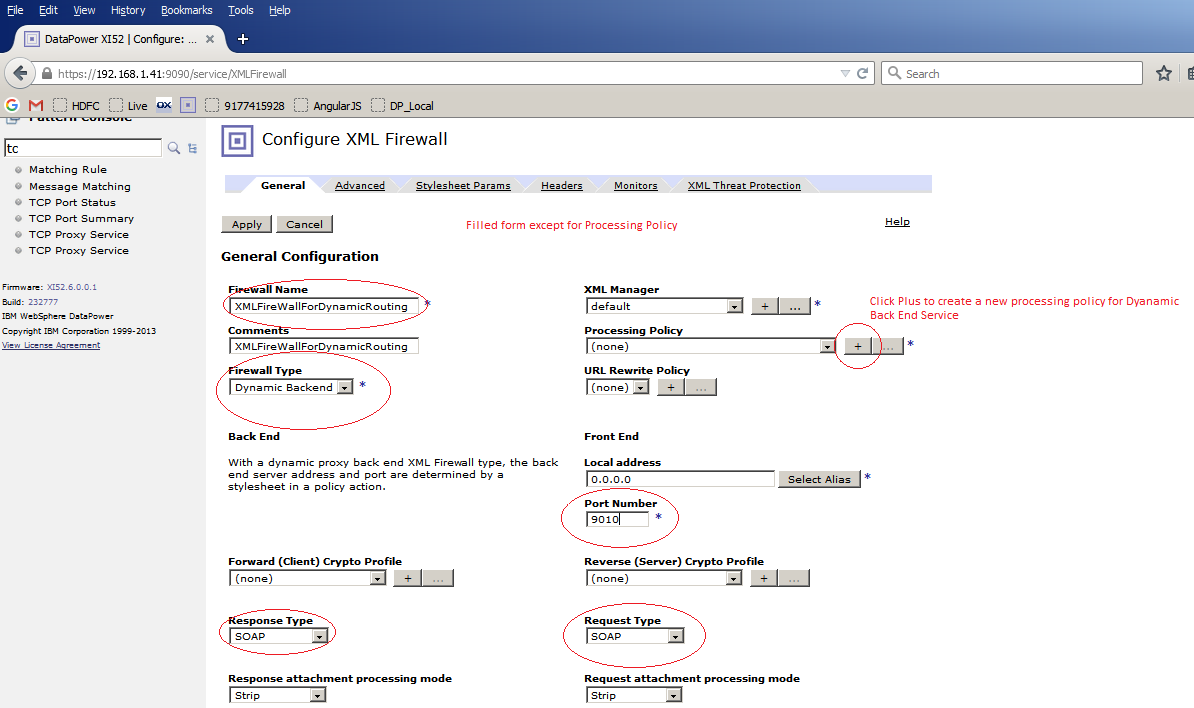 File Edit View History Bookmarks Tools Help
DataPower XI52 | Configure: ... × +
https://192.168.1.41:9090/service/XMLFirewall Search
HDFC Live OX 9177415928 AngularJS DP_Local
Pattern Console
tc
Matching Rule
Message Matching
TCP Port Status
TCP Port Summary
TCP Proxy Service
TCP Proxy Service
Firmware: XI52.6.0.0.1
Build: 232777
IBM WebSphere DataPower
Copyright IBM Corporation 1999-2013
View License Agreement
Configure XML Firewall
General Advanced Stylesheet Params Headers Monitors XML Threat Protection
Apply Cancel Filled form except for Processing Policy Help
General Configuration
Firewall Name
XMLFireWallForDynamicRouting *
Comments
XMLFireWallForDynamicRouting
Firewall Type
Dynamic Backend *
XML Manager
default + ... *
Processing Policy
(none) + ... *
Click Plus to create a new processing policy for Dyanamic
Back End Service
URL Rewrite Policy
(none) + ...
Back End
With a dynamic proxy back end XML Firewall type, the back
end server address and port are determined by a
stylesheet in a policy action.
Front End
Local address
0.0.0.0 Select Alias *
Port Number
9010 *
Forward (Client) Crypto Profile
(none) + ...
Reverse (Server) Crypto Profile
(none) + ...
Response Type
SOAP
Request Type
SOAP
Response attachment processing mode
Strip
Request attachment processing mode
Strip